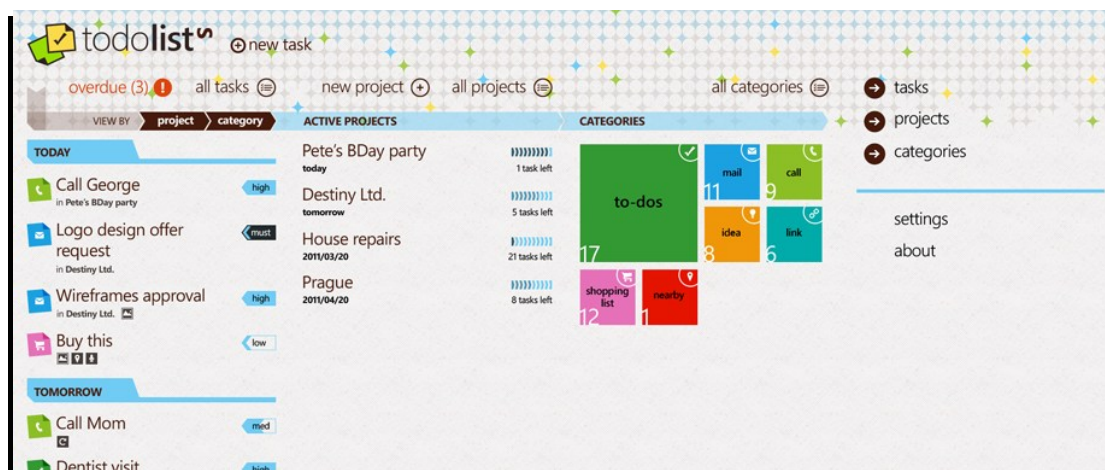 todolists
new task
overdue (3) !
all tasks
new project
all projects
all categories
VIEW BY project category
TODAY
Call George
in Pete's BDay party
high
Logo design offer
request
in Destiny Ltd.
must
Wireframes approval
in Destiny Ltd.
high
Buy this
low
TOMORROW
Call Mom
med
Dentist visit
high
ACTIVE PROJECTS
Pete's BDay party
today
1 task left
Destiny Ltd.
tomorrow
5 tasks left
House repairs
2011/03/20
21 tasks left
Prague
2011/04/20
8 tasks left
CATEGORIES
to-dos
17
mail
11
call
9
idea
8
link
6
shopping
list
12
nearby
1
tasks
projects
categories
settings
about